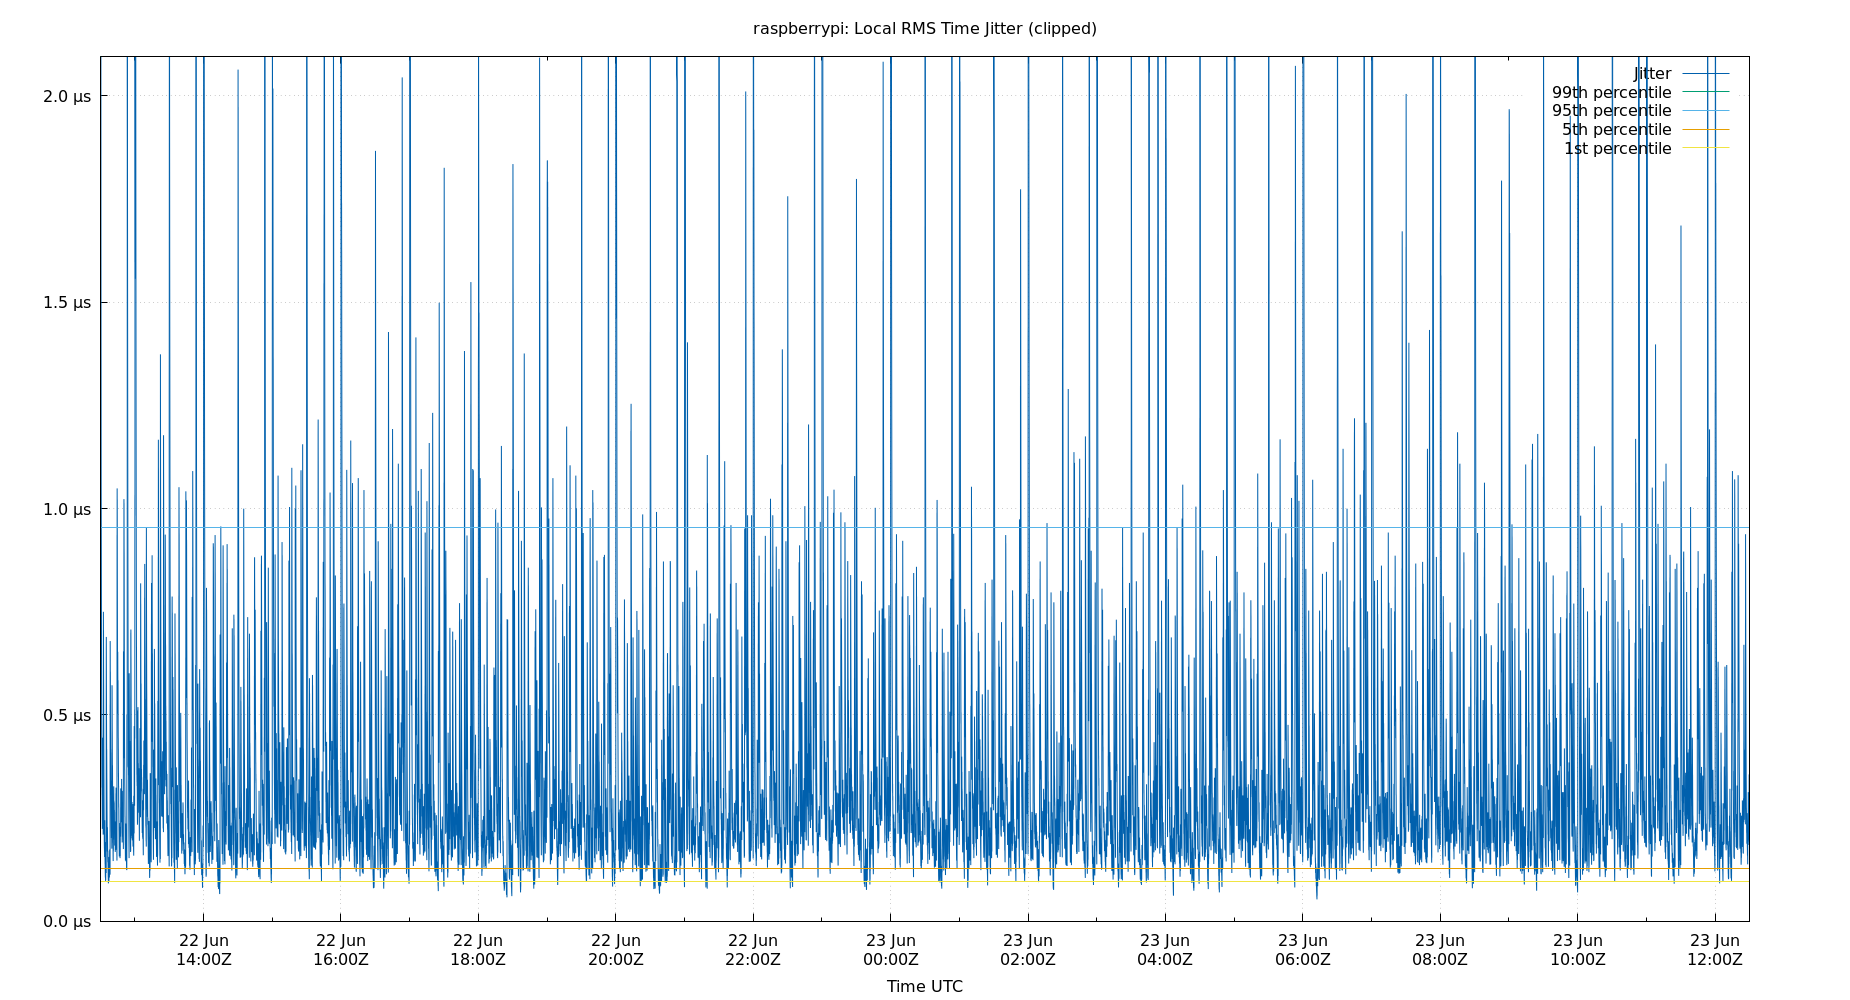 raspberrypi: Local RMS Time Jitter (clipped)
Jitter
99th percentile
95th percentile
5th percentile
1st percentile
2.0 µs
1.5 µs
1.0 µs
0.5 µs
0.0 µs
22 Jun 22 Jun 22 Jun 22 Jun 22 Jun 23 Jun 23 Jun 23 Jun 23 Jun 23 Jun 23 Jun 23 Jun
14:00Z 16:00Z 18:00Z 20:00Z 22:00Z 00:00Z 02:00Z 04:00Z 06:00Z 08:00Z 10:00Z 12:00Z
Time UTC